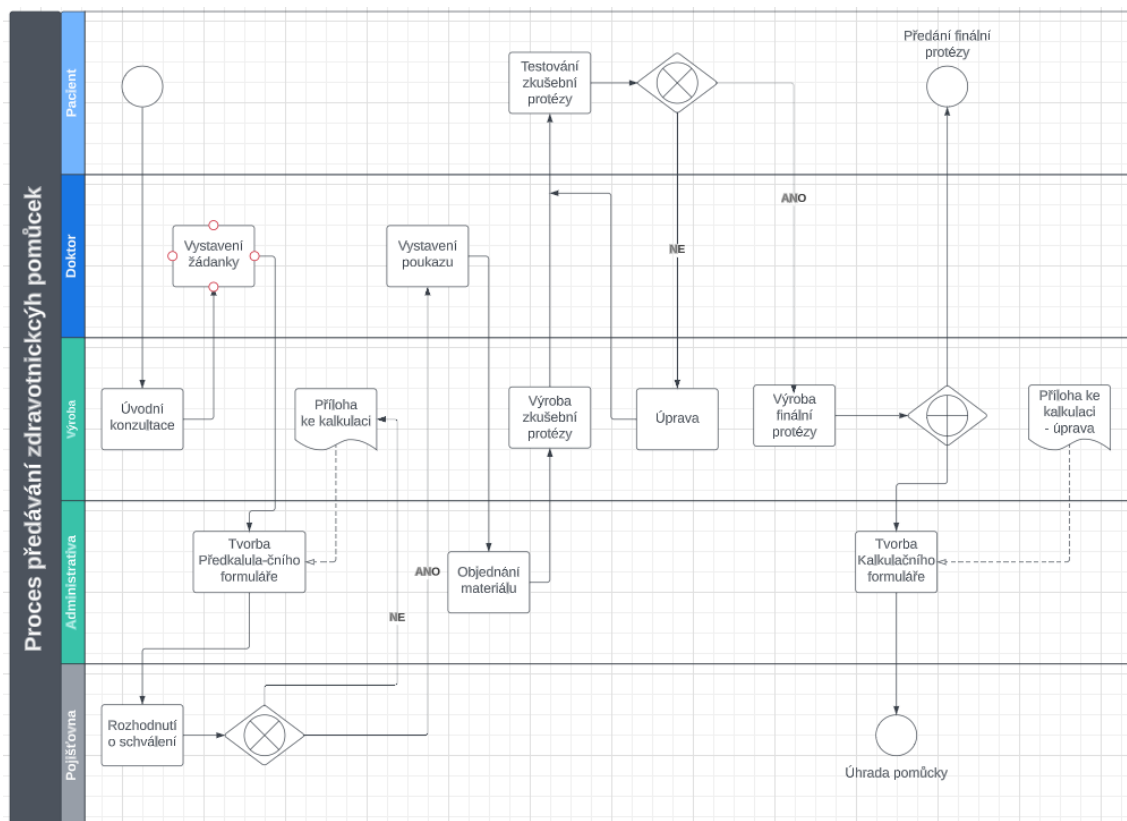 Proces předávání zdravotnickcýh pomůcek
Pacient
Testování
zkušební
protézy
Předání finální
protézy
Doktor
Vystavení
žádanky
Vystavení
poukazu
NE
ANO
Výroba
Úvodní
konzultace
Příloha
ke kalkulaci
Výroba
zkušební
protézy
Úprava
Výroba
finální
protézy
Příloha ke
kalkulaci
- úprava
Administrativa
Tvorba
Předkalula-čního
formuláře
ANO
NE
Objednání
materiálu
Tvorba
Kalkulačního
formuláře
Pojišťovna
Rozhodnutí
o schválení
Úhrada pomůcky